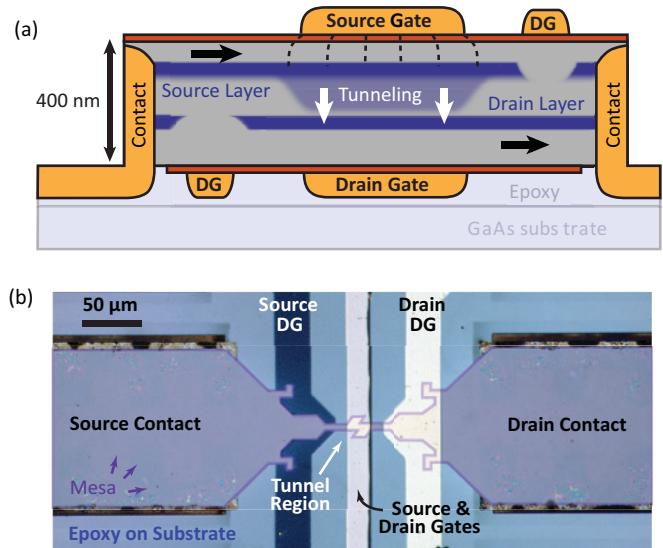 (a)
Source Gate
DG
400 nm
Contact
Source Layer
Tunneling
Drain Layer
Contact
DG
Drain Gate
Epoxy
GaAs subs trate
(b)
50 µm
Source
DG
Drain
DG
Source Contact
Drain Contact
Mesa
Tunnel
Region
Source &
Drain Gates
Epoxy on Substrate